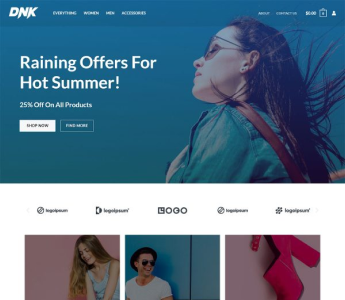 DNK
EVERYTHING WOMEN MEN ACCESSORIES
ABOUT CONTACT US $0.00 0
Raining Offers For
Hot Summer!
25% Off On All Products
SHOP NOW FIND MORE
logoipsum logoipsum LOGO logoipsum logoipsum